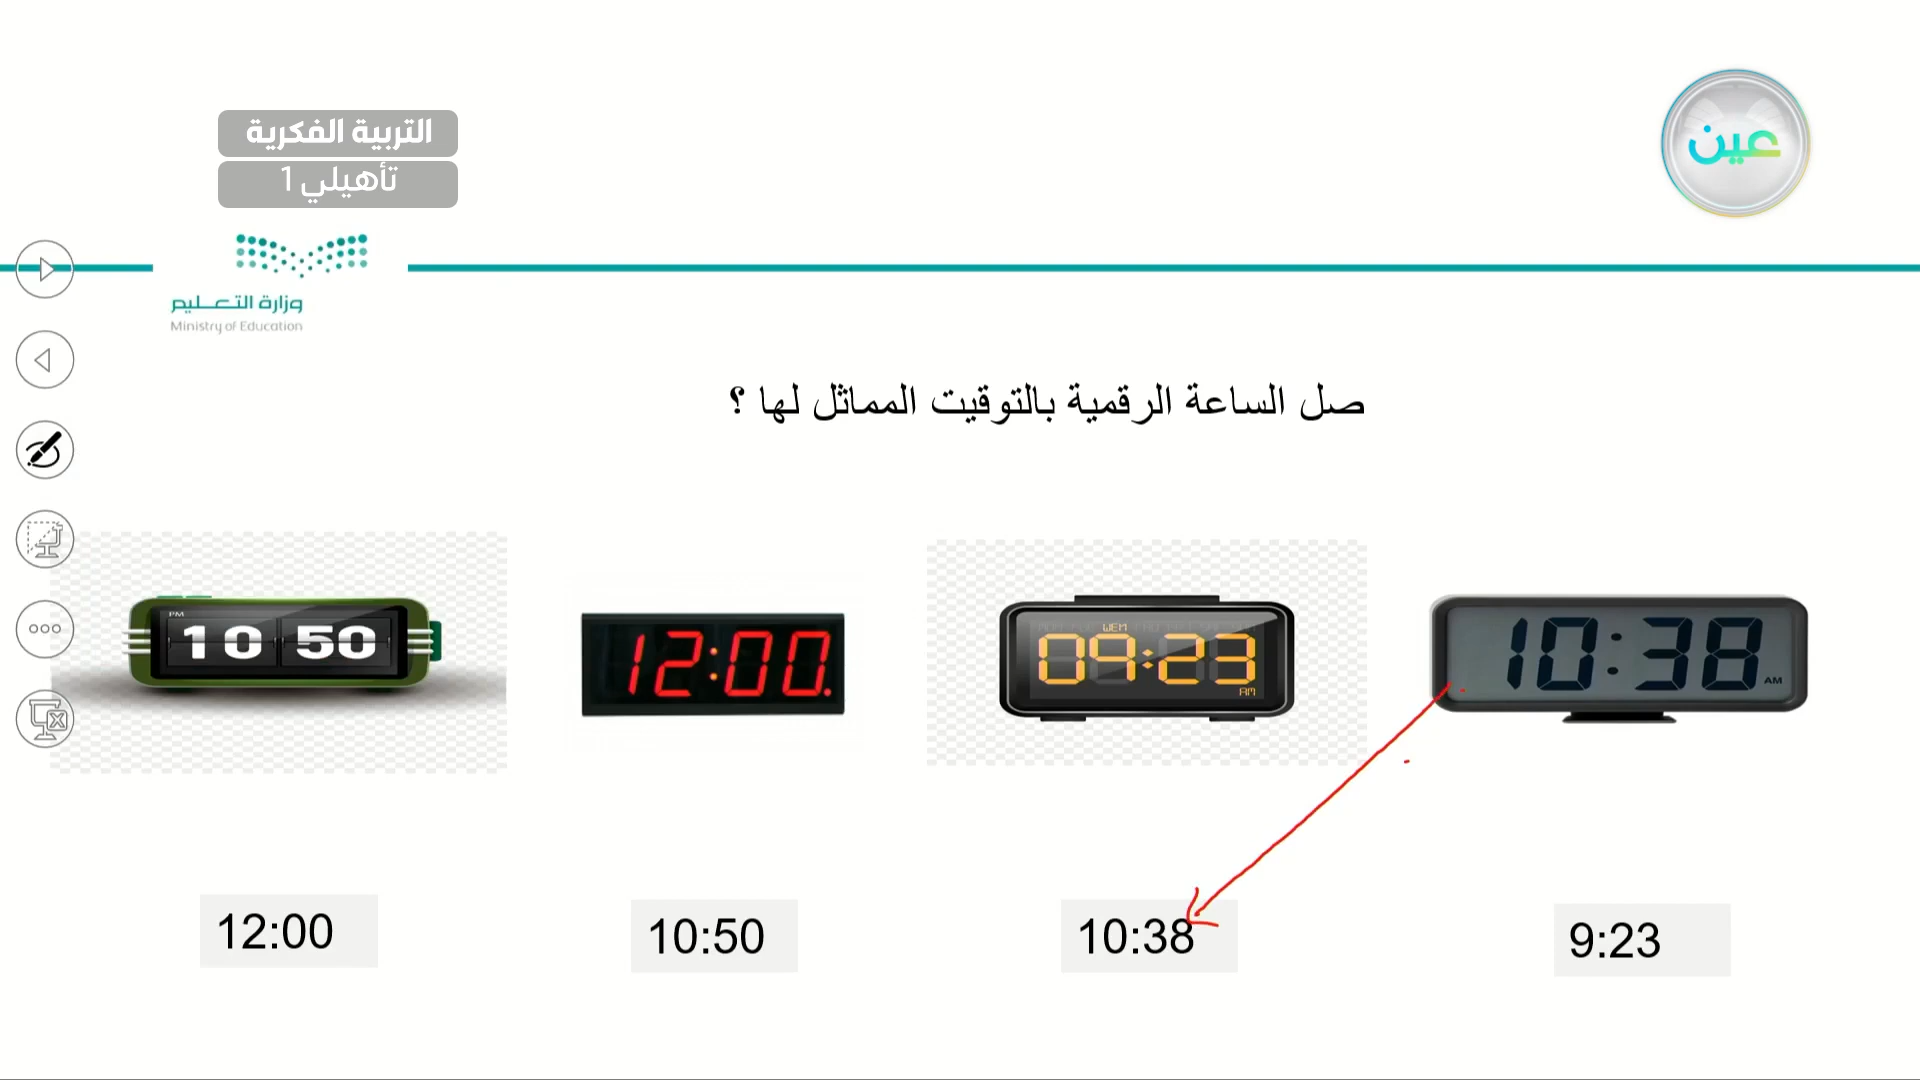 عين
التربية الفكرية
تأهيلي 1
وزارة التعليم
Ministry of Education
صل الساعة الرقمية بالتوقيت المماثل لها ؟
10:38 AM
WED
09:23
AM
12:00
PM
10 50
9:23
10:38
10:50
12:00